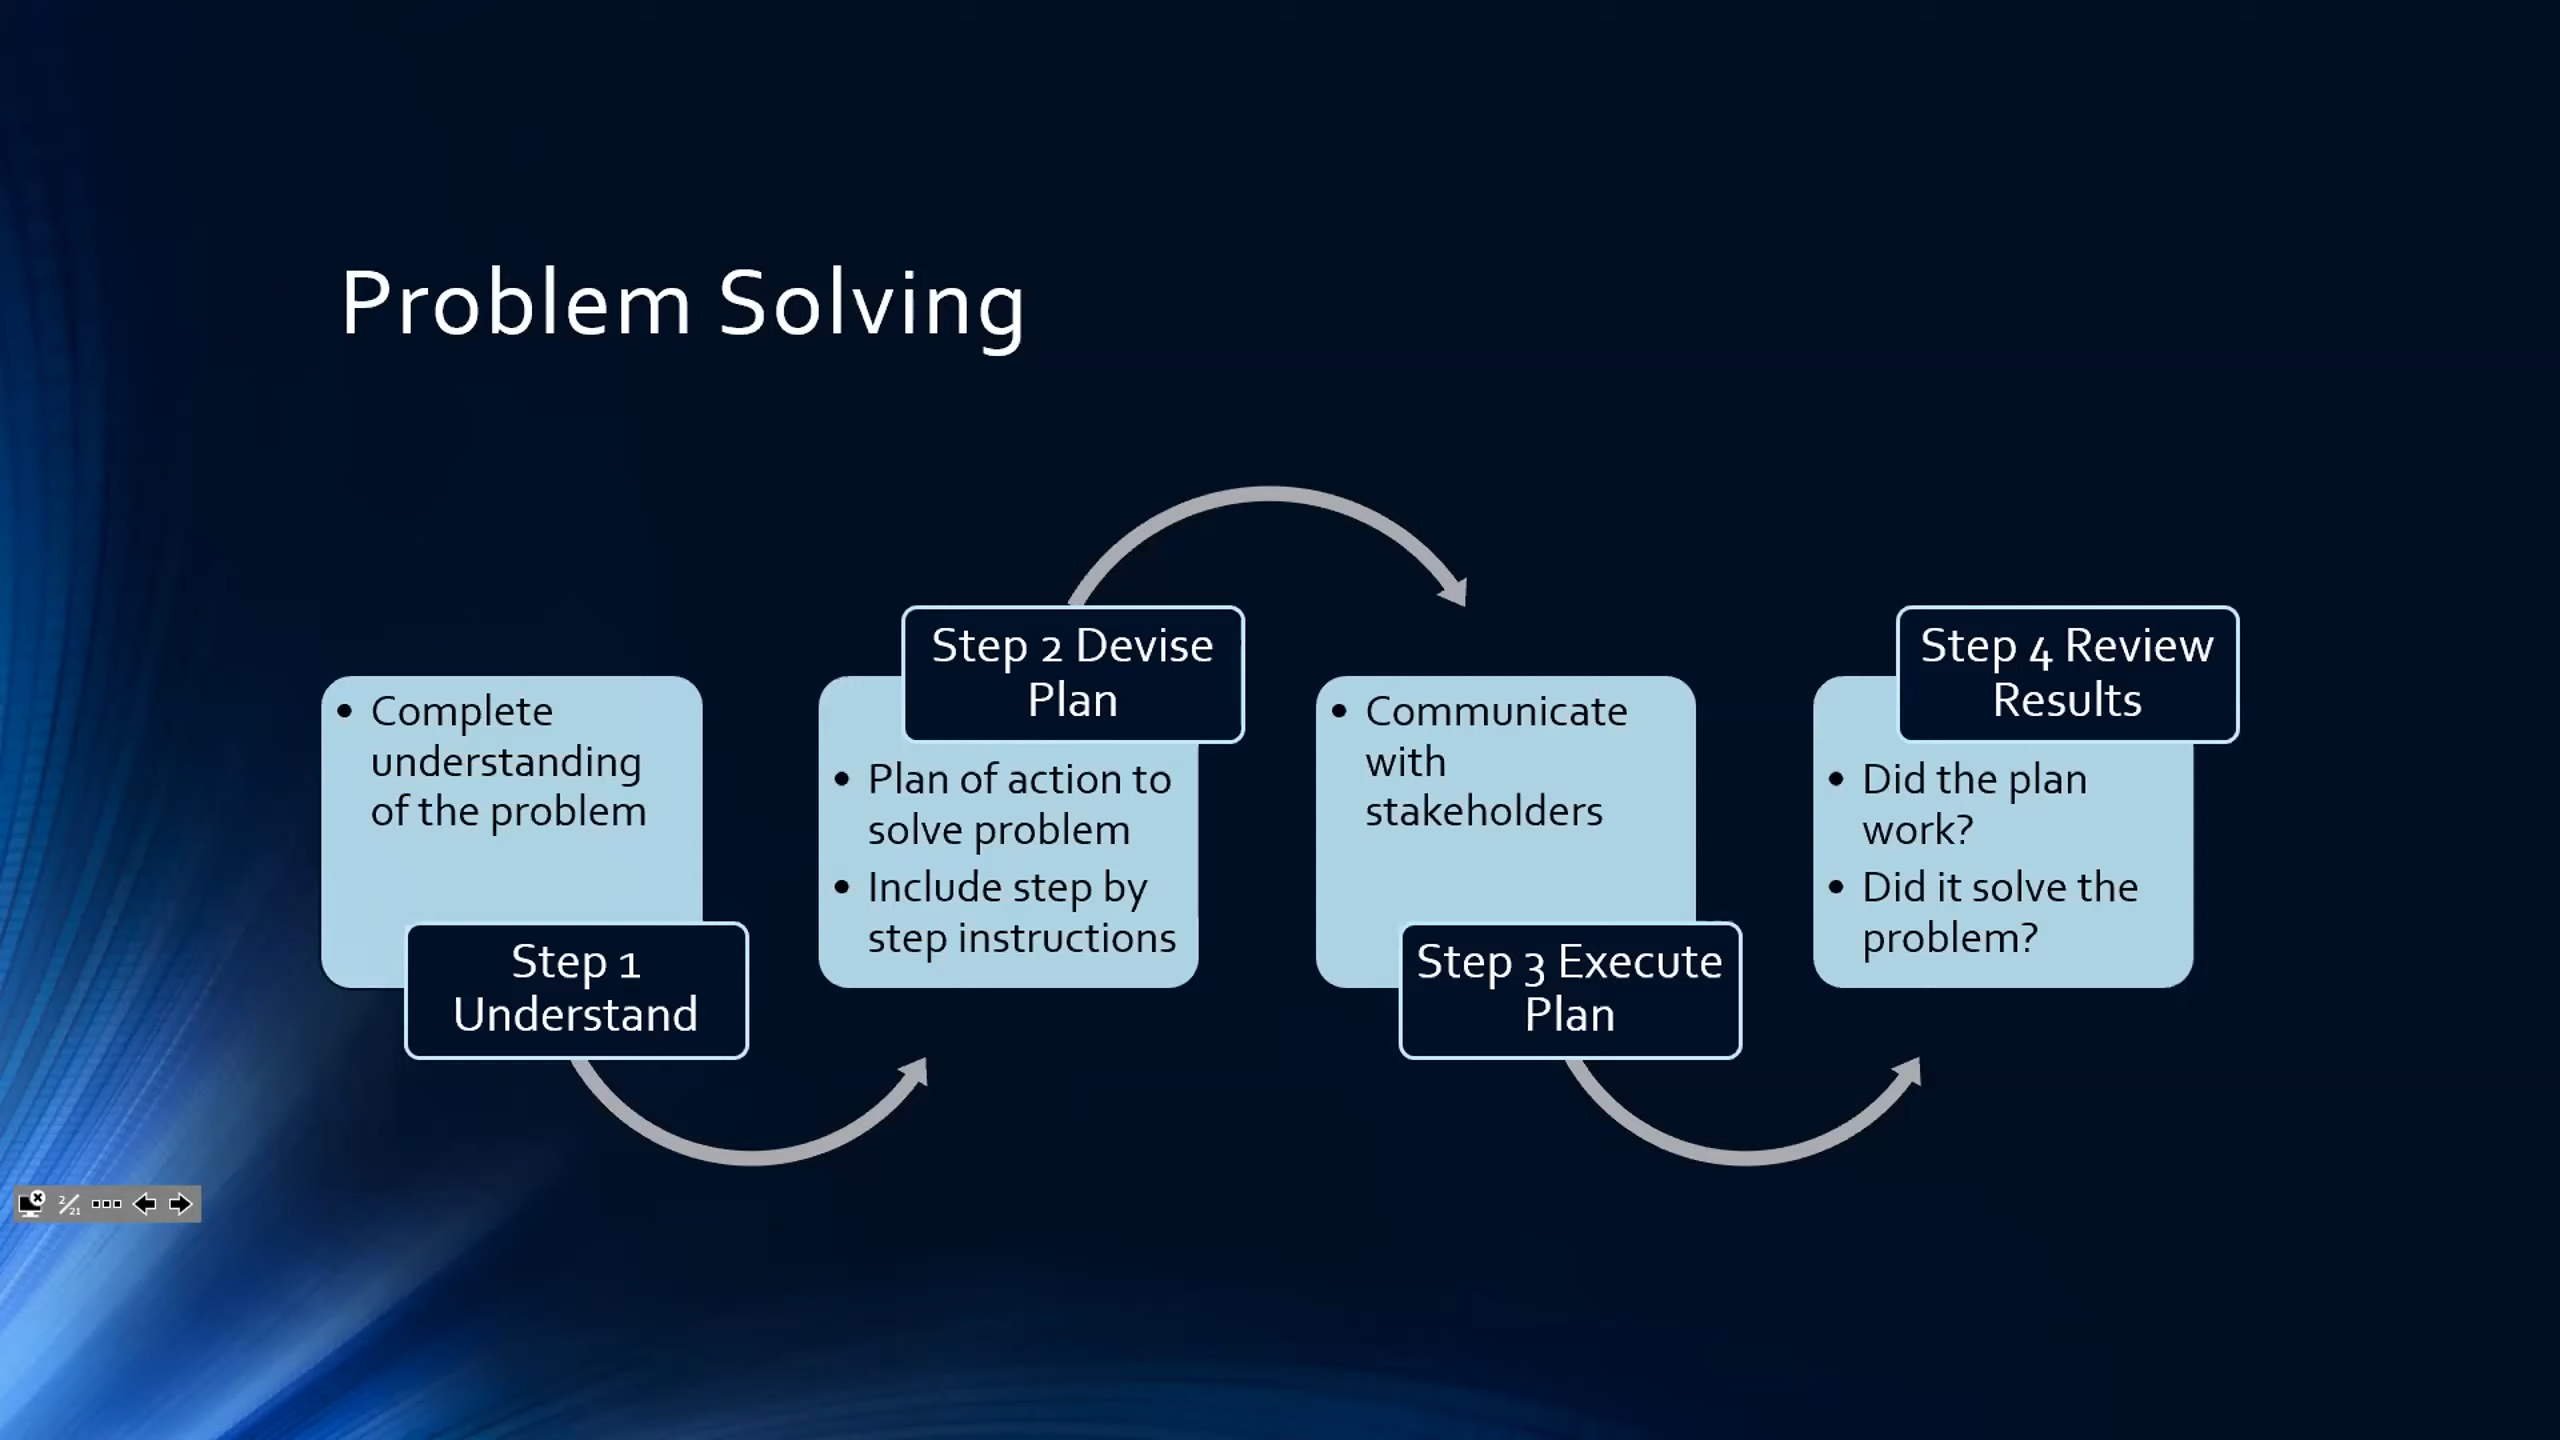 Problem Solving
• Complete
understanding
of the problem
Step 1
Understand
Step 2 Devise
Plan
• Plan of action to
solve problem
• Include step by
step instructions
• Communicate
with
stakeholders
Step 3 Execute
Plan
Step 4 Review
Results
• Did the plan
work?
• Did it solve the
problem?
2/21